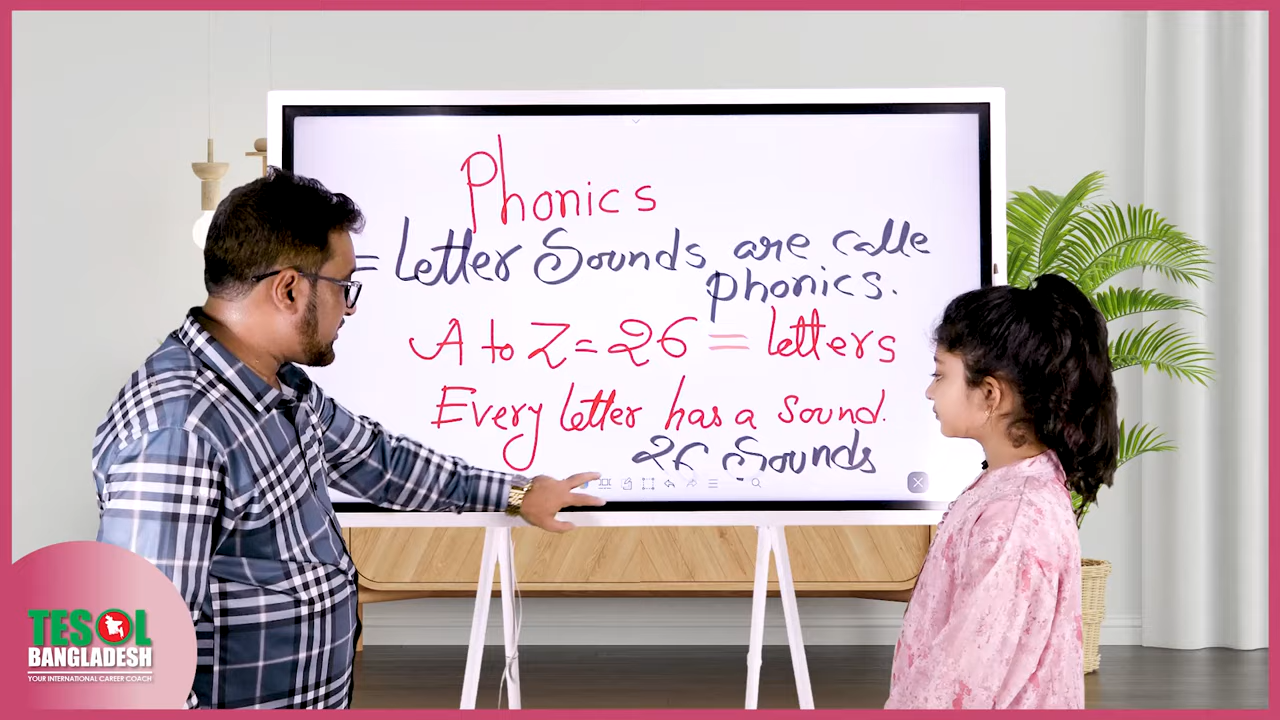 Phonics
= letter Sounds are calle
phonics.
A to Z = 26 = letters
Every letter has a sound.
26 Sounds
TESOL
BANGLADESH
YOUR INTERNATIONAL CAREER COACH